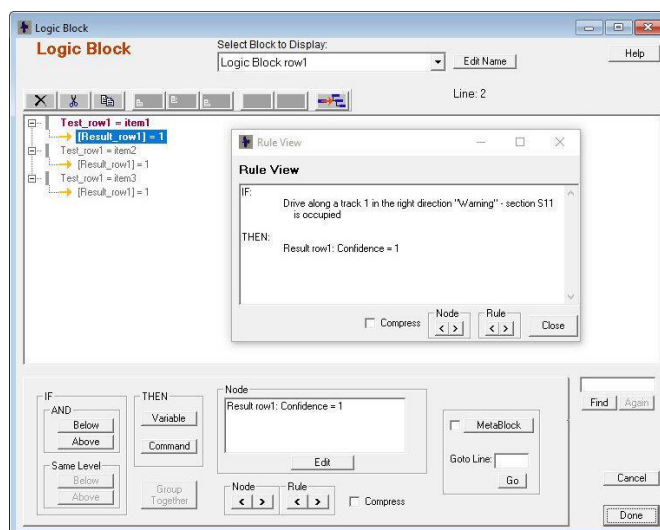 Logic Block
Logic Block
Select Block to Display:
Logic Block row1
Edit Name
Help
Line: 2
Test_row1 = item1
[Result_row1] = 1
Test_row1 = item2
[Result_row1] = 1
Test_row1 = item3
[Result_row1] = 1
Rule View
Rule View
IF:
Drive along a track 1 in the right direction "Warning" - section S11
is occupied
THEN:
Result row1: Confidence = 1
Compress
Node
< >
Rule
< >
Close
IF
AND
Below
Above
Same Level
Below
Above
THEN
Variable
Command
Group
Together
Node
Result row1: Confidence = 1
Edit
Node
< >
Rule
< >
Compress
MetaBlock
Goto Line:
Go
Find
Again
Cancel
Done